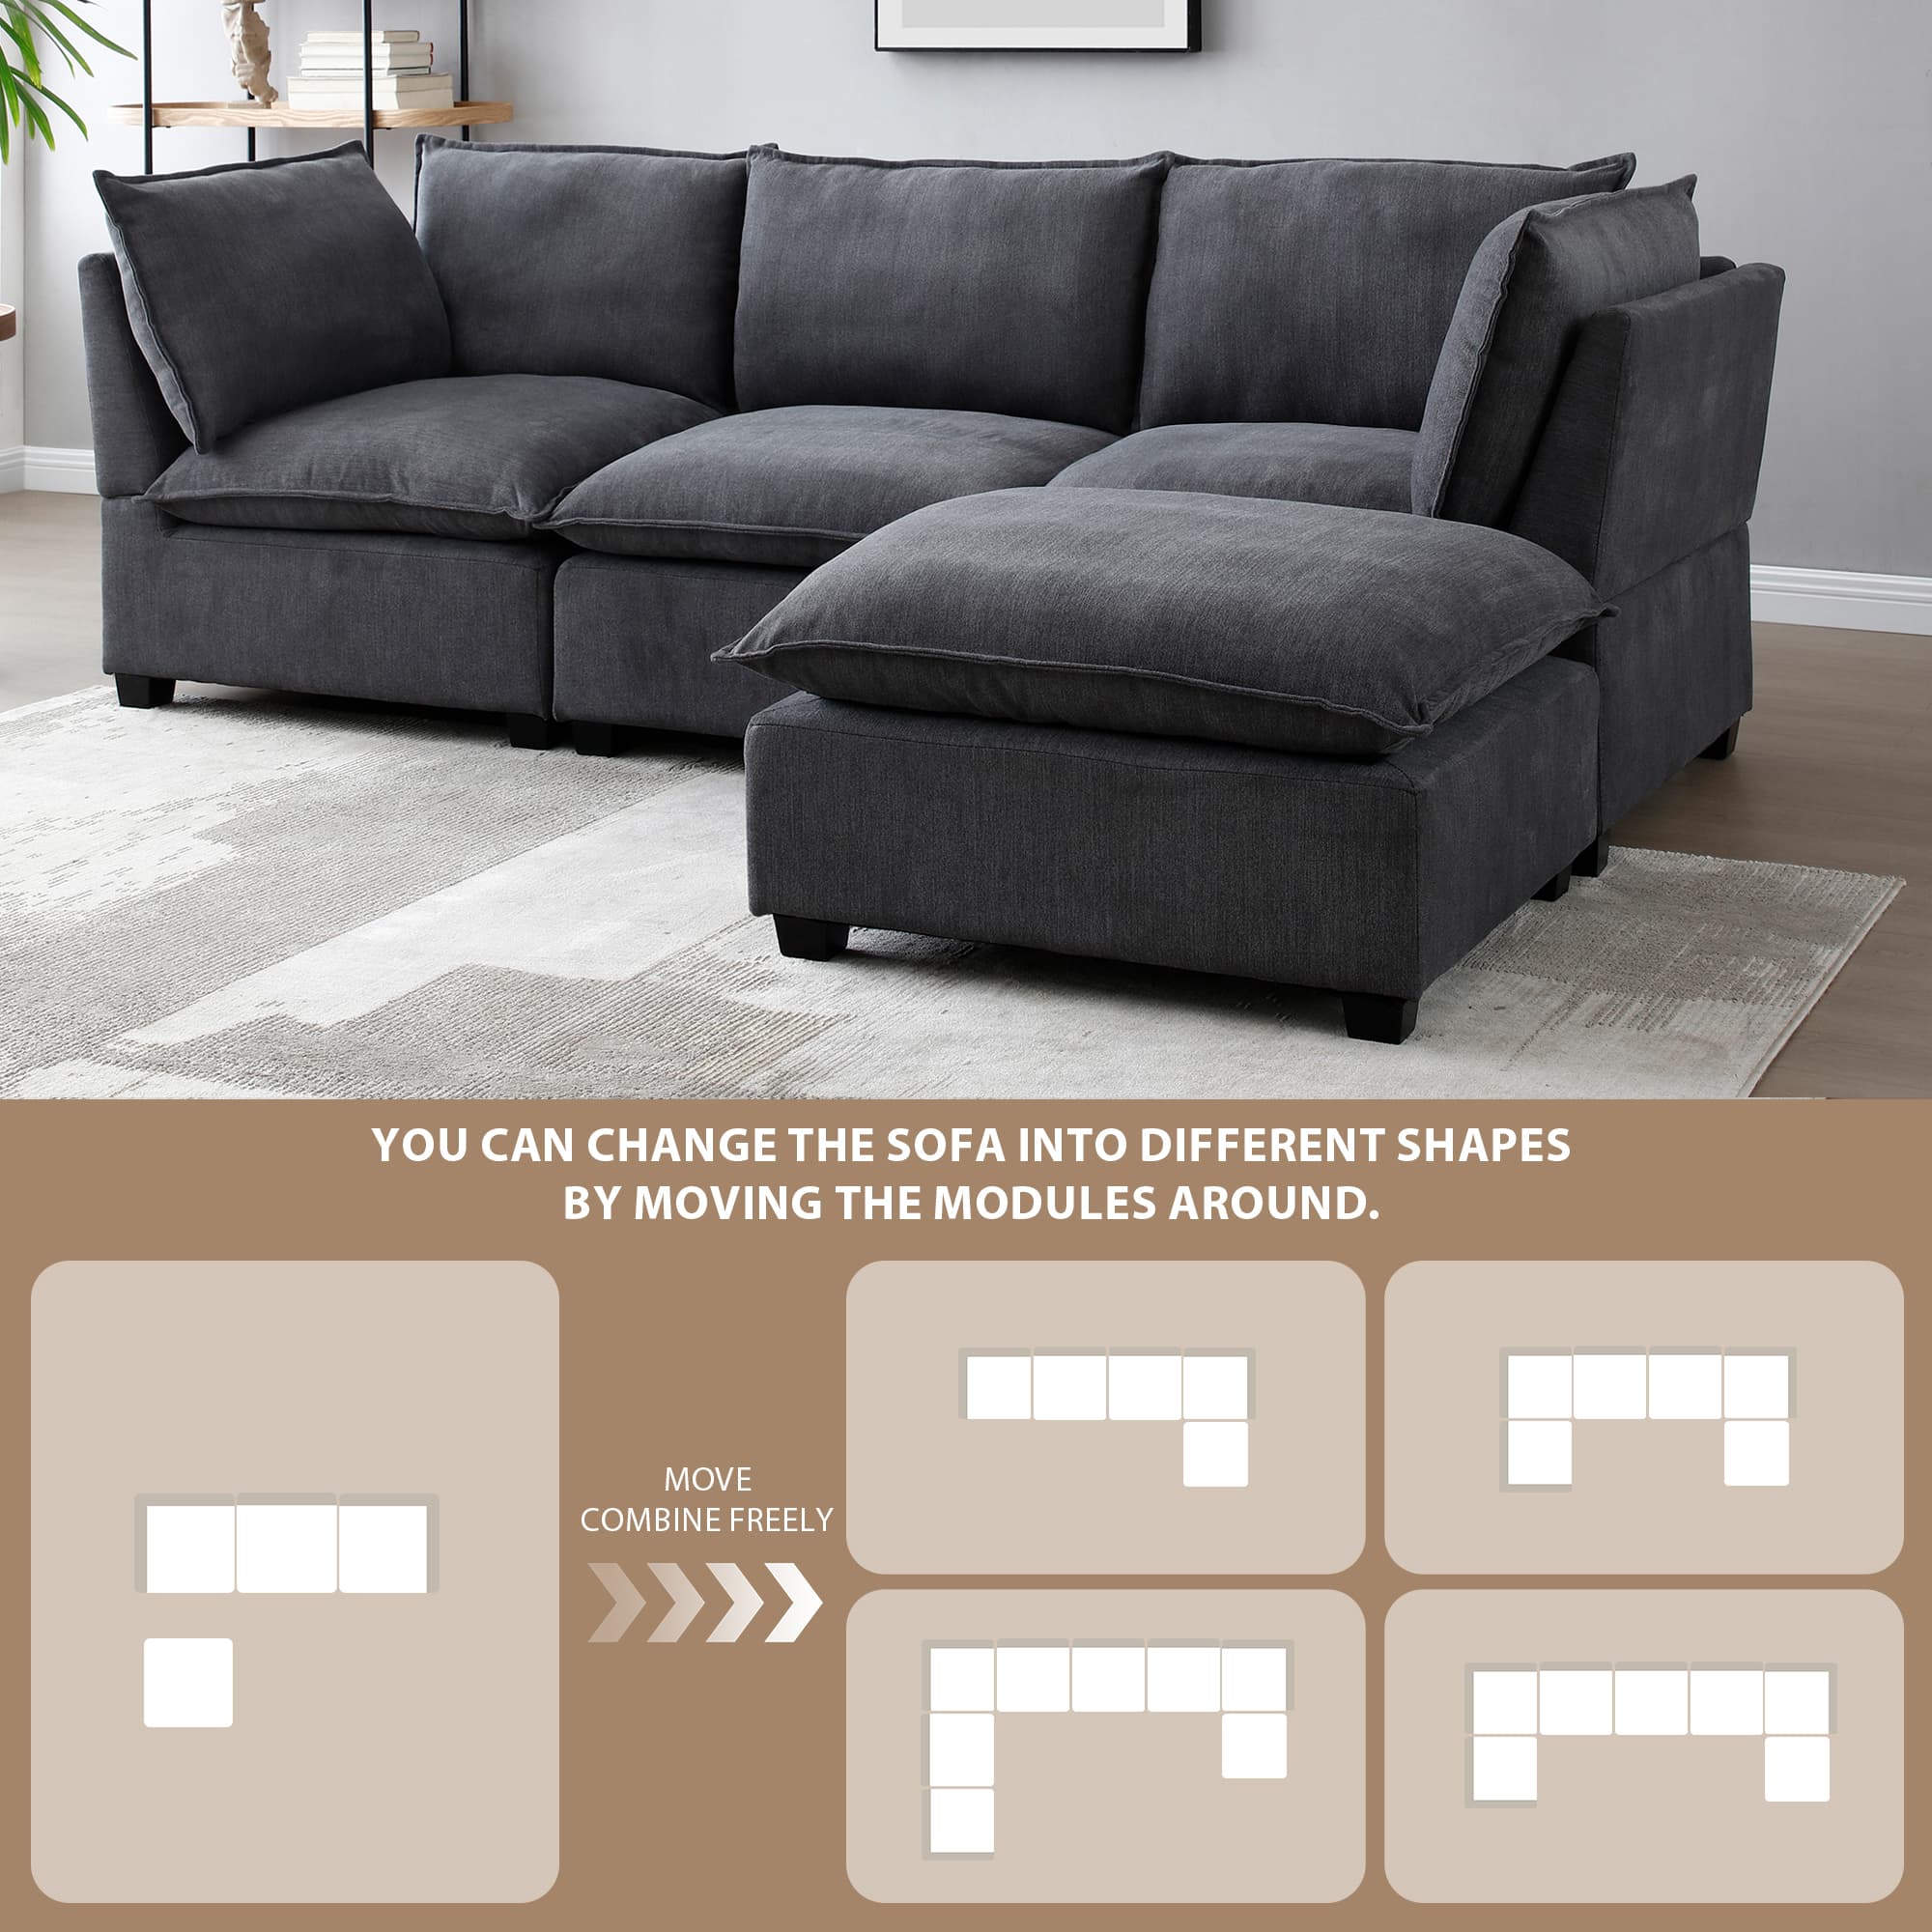 YOU CAN CHANGE THE SOFA INTO DIFFERENT SHAPES
BY MOVING THE MODULES AROUND.
MOVE
COMBINE FREELY